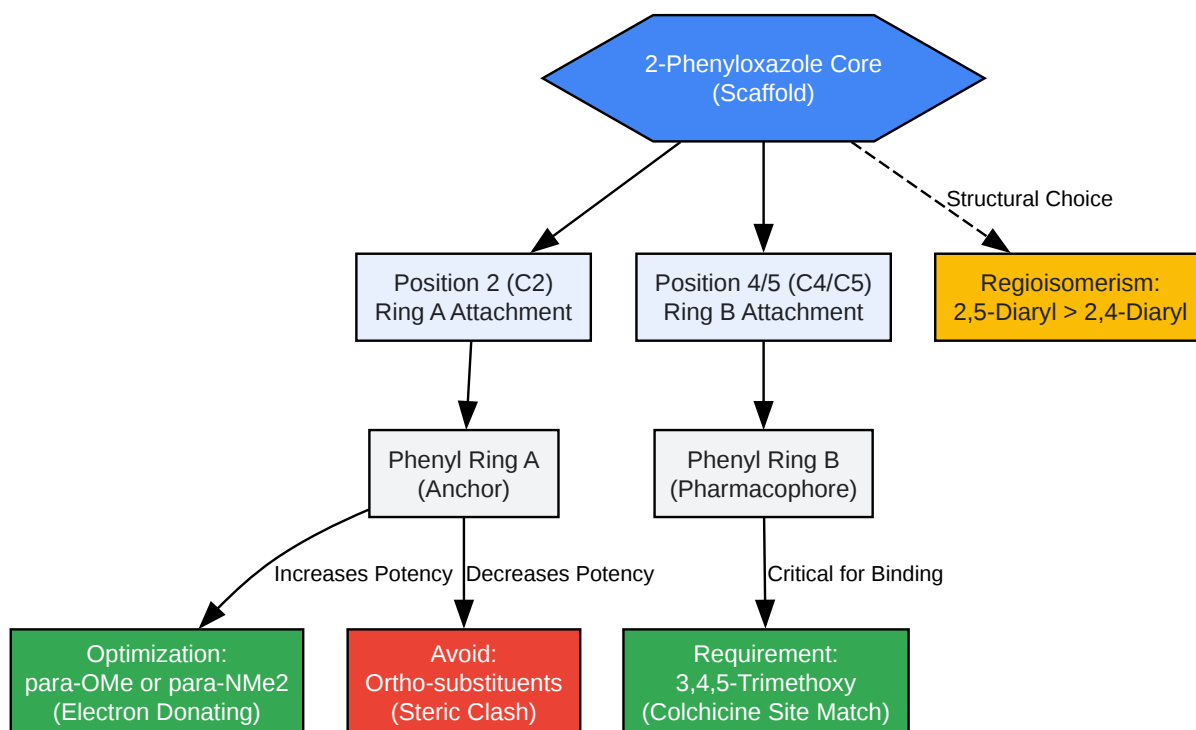 2-Phenyloxazole Core
(Scaffold)
Structural Choice
Position 2 (C2)
Ring A Attachment
Position 4/5 (C4/C5)
Ring B Attachment
Regioisomerism:
2,5-Diaryl > 2,4-Diaryl
Phenyl Ring A
(Anchor)
Phenyl Ring B
(Pharmacophore)
Increases Potency
Decreases Potency
Critical for Binding
Optimization:
para-OMe or para-NMe2
(Electron Donating)
Avoid:
Ortho-substituents
(Steric Clash)
Requirement:
3,4,5-Trimethoxy
(Colchicine Site Match)